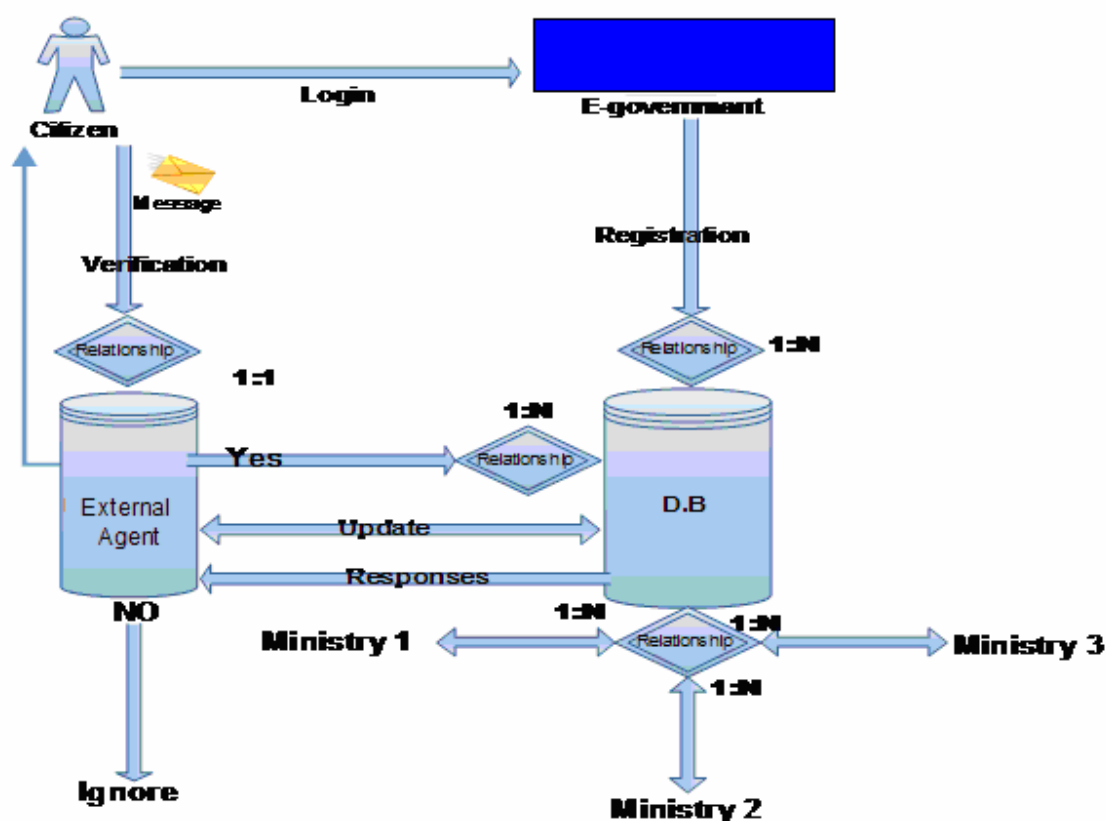 Login
E-government
Citizen
Message
Registration
Verification
Relationship
Relationship
1:N
1:1
1:N
Yes
Relationship
External
Agent
D.B
Update
Responses
NO
1:N
1:N
Ministry 1
Relationship
Ministry 3
1:N
Ignore
Ministry 2